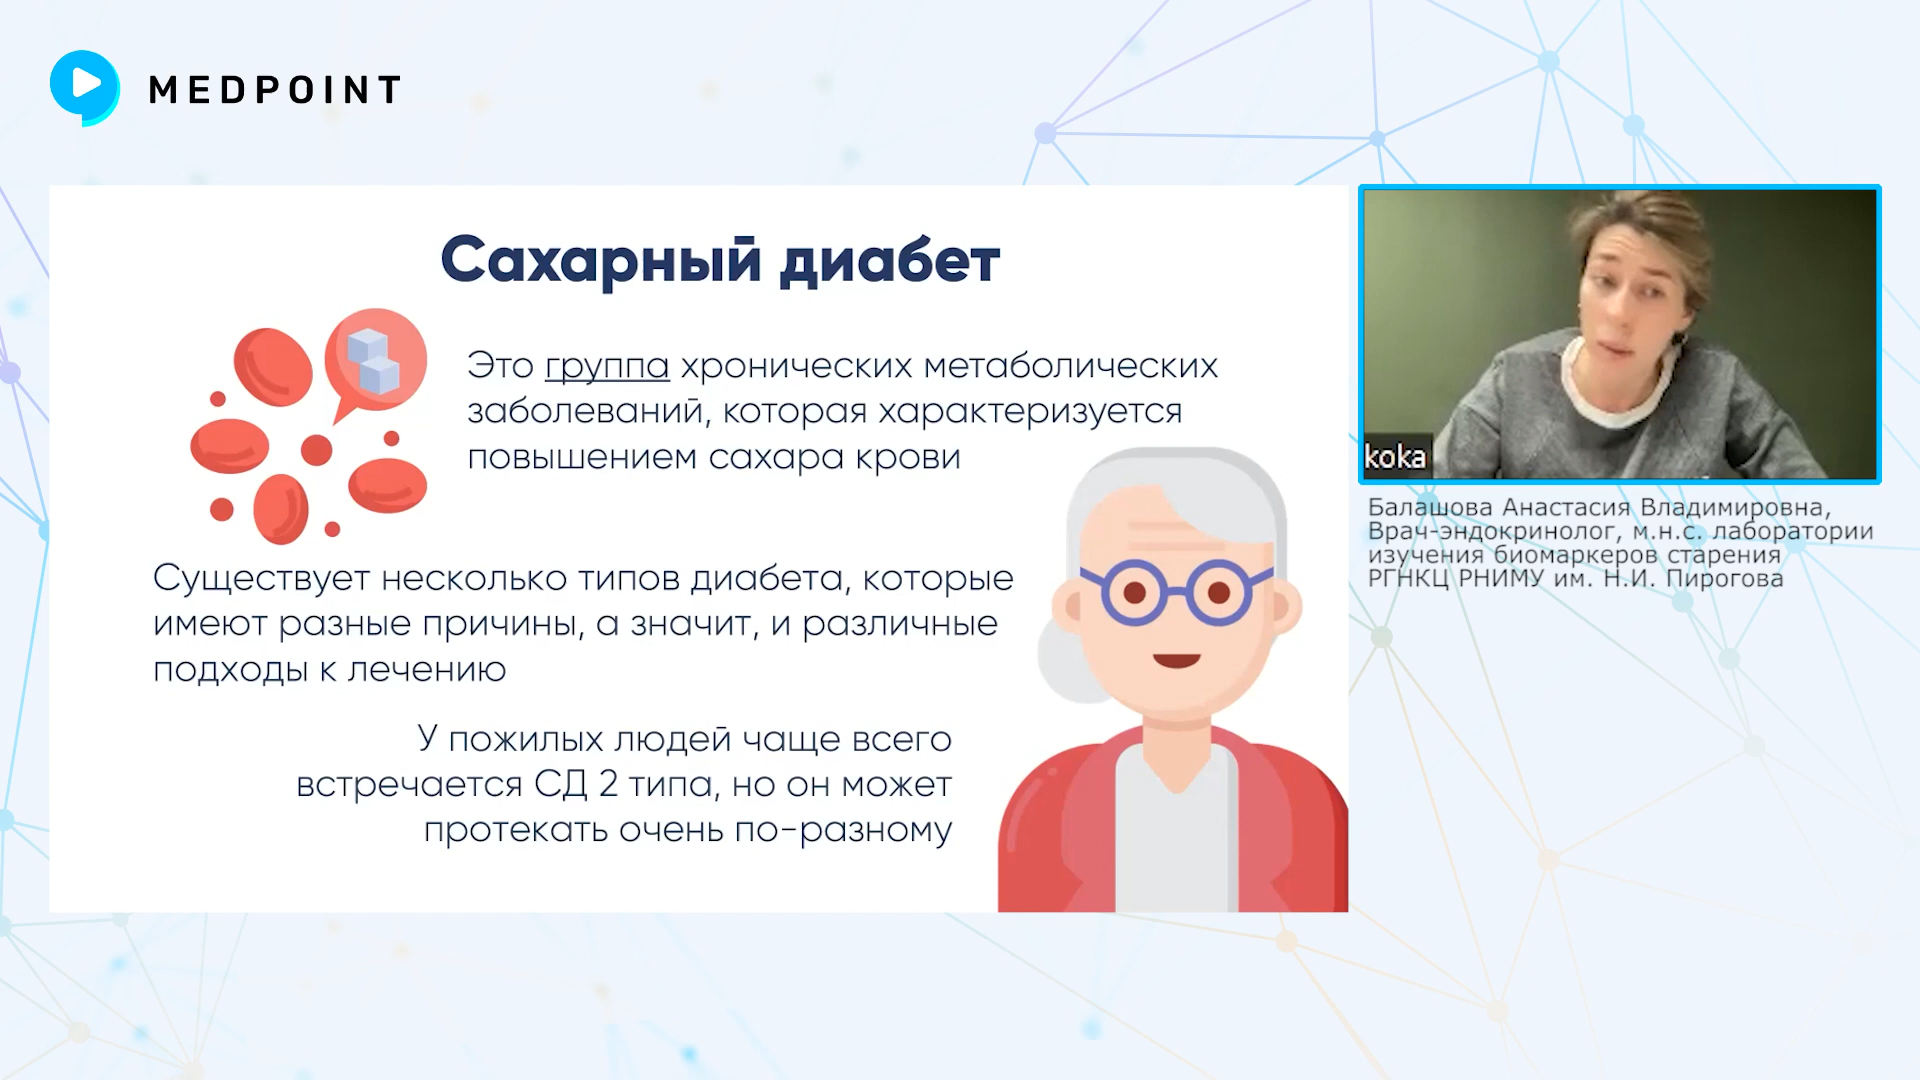 MEDPOINT
Сахарный диабет
Это группа хронических метаболических
заболеваний, которая характеризуется
повышением сахара крови
Существует несколько типов диабета, которые
имеют разные причины, а значит, и различные
подходы к лечению
У пожилых людей чаще всего
встречается СД 2 типа, но он может
протекать очень по-разному
koka
Балашова Анастасия Владимировна,
Врач-эндокринолог, м.н.с. лаборатории
изучения биомаркеров старения
РГНКЦ РНИМУ им. Н.И. Пирогова